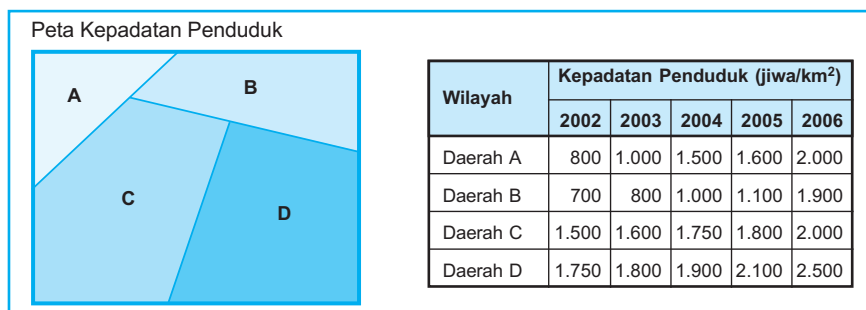 Peta Kepadatan Penduduk
A
B
C
D
Wilayah Kepadatan Penduduk (jiwa/km²)
2002 2003 2004 2005 2006
Daerah A 800 1.000 1.500 1.600 2.000
Daerah B 700 800 1.000 1.100 1.900
Daerah C 1.500 1.600 1.750 1.800 2.000
Daerah D 1.750 1.800 1.900 2.100 2.500